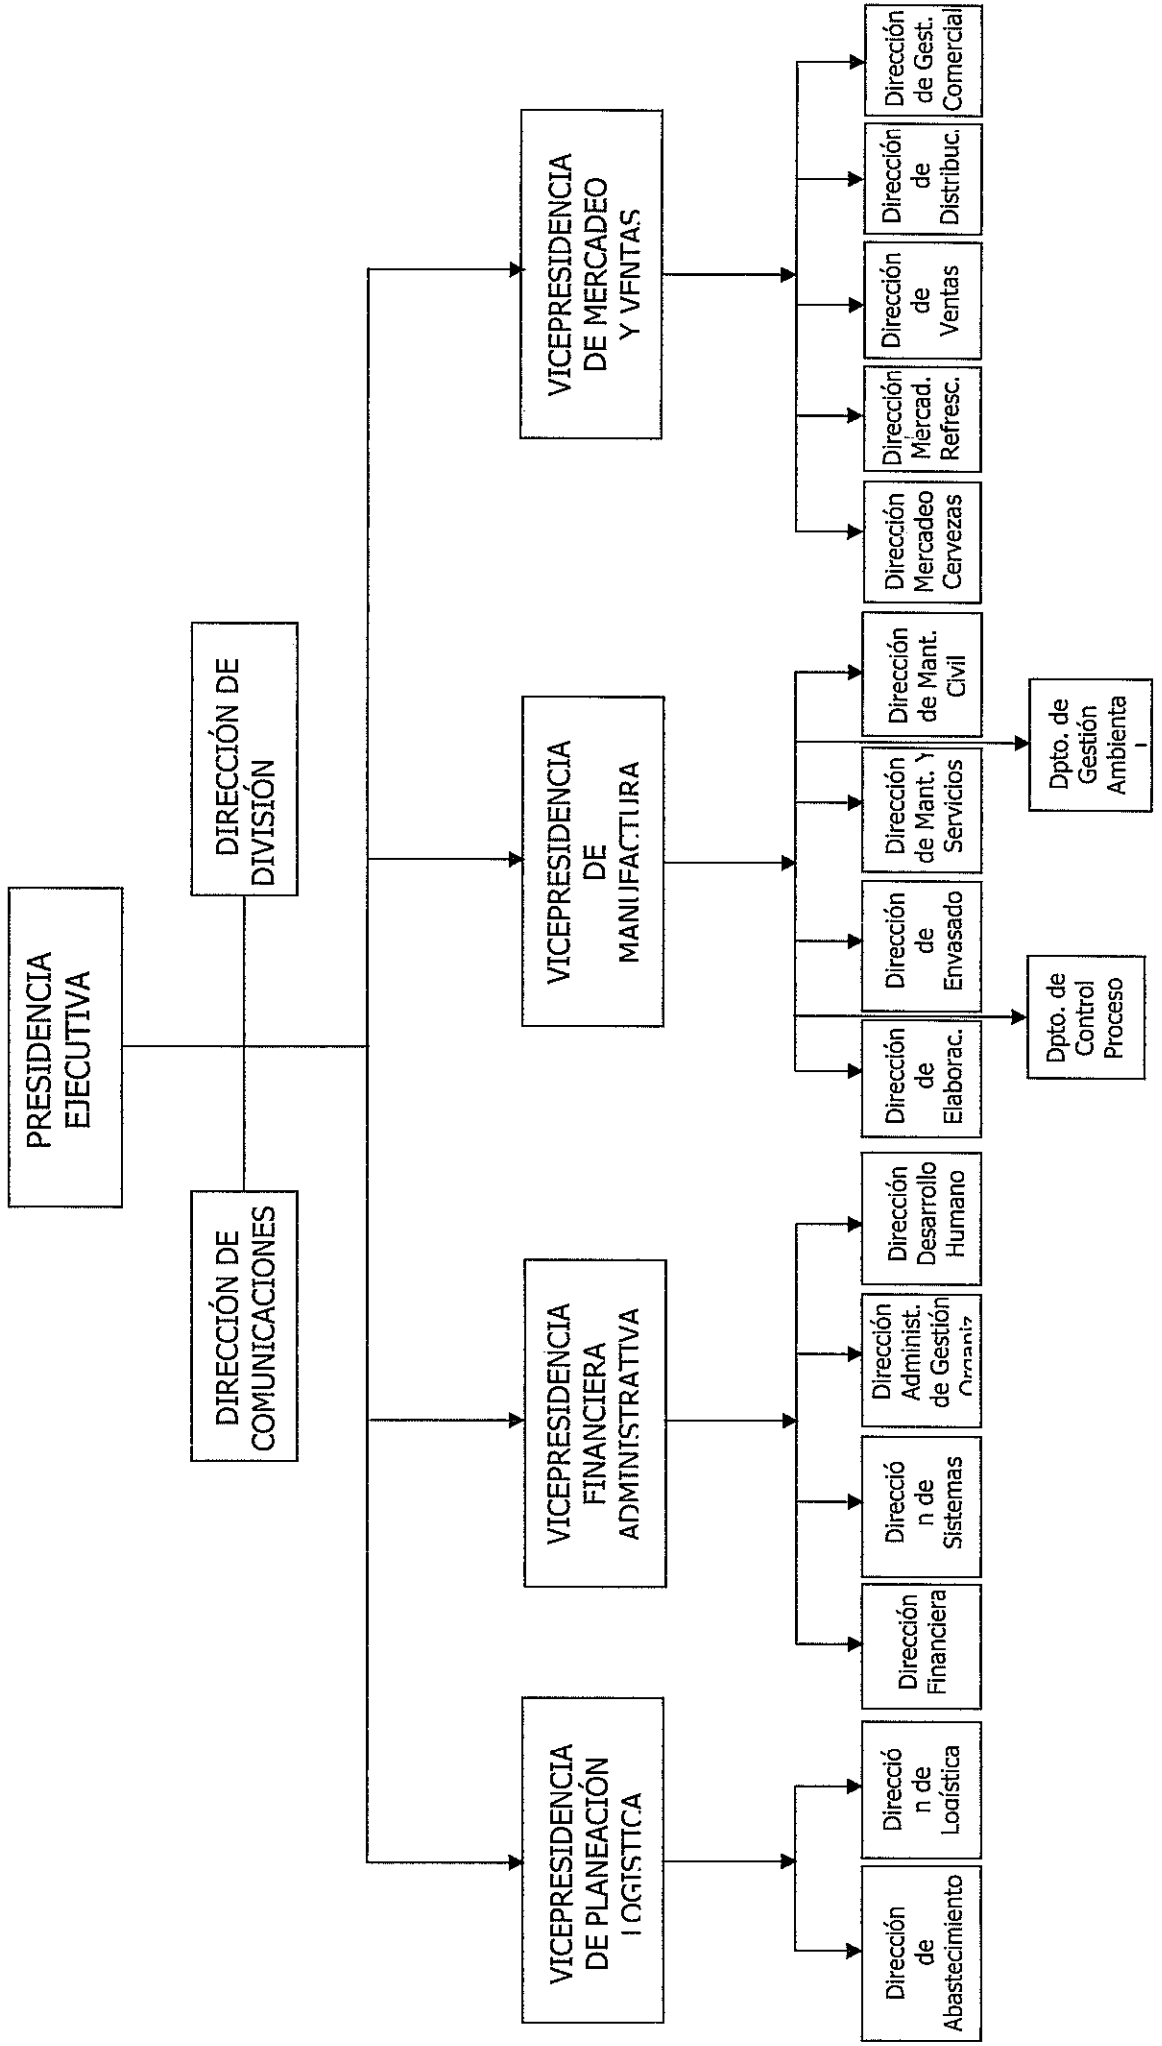 PRESIDENCIA
EJECUTIVA
DIRECCIÓN DE
COMUNICACIONES
DIRECCIÓN DE
DIVISIÓN
VICEPRESIDENCIA
DE PLANEACIÓN
LOGISTICA
VICEPRESIDENCIA
FINANCIERA
ADMINISTRATIVA
VICEPRESIDENCIA
DE
MANUFACTURA
VICEPRESIDENCIA
DE MERCADEO
Y VENTAS
Dirección
de
Abastecimiento
Direcció
n de
Logística
Dirección
Financiera
Direcció
n de
Sistemas
Dirección
Administ.
de Gestión
Organiz
Dirección
Desarrollo
Humano
Dirección
de
Elaborac.
Dirección
de
Envasado
Dirección
de Mant. Y
Servicios
Dirección
de Mant.
Civil
Dirección
Mercadeo
Cervezas
Dirección
Mercad.
Refresc.
Dirección
de
Ventas
Dirección
de
Distribuc.
Dirección
de Gest.
Comercial
Dpto. de
Control
Proceso
Dpto. de
Gestión
Ambienta
l